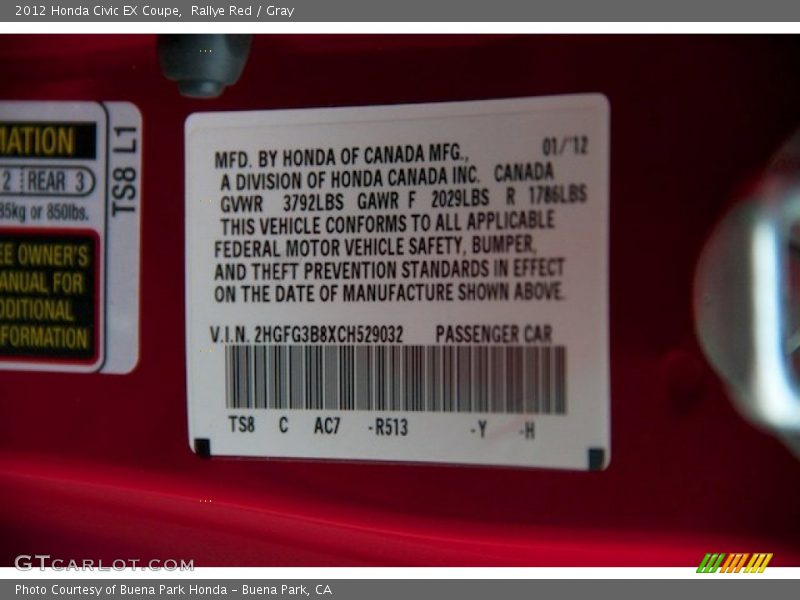 2012 Honda Civic EX Coupe, Rallye Red / Gray
MATION
2 REAR 3
85kg or 850lbs.
EE OWNER'S
ANUAL FOR
DDITIONAL
FORMATION
TS8 L1
MFD. BY HONDA OF CANADA MFG., 01/'12
A DIVISION OF HONDA CANADA INC. CANADA
GVWR 3792LBS GAWR F 2029LBS R 1786LBS
THIS VEHICLE CONFORMS TO ALL APPLICABLE
FEDERAL MOTOR VEHICLE SAFETY, BUMPER,
AND THEFT PREVENTION STANDARDS IN EFFECT
ON THE DATE OF MANUFACTURE SHOWN ABOVE.
V.I.N. 2HGFG3B8XCH529032 PASSENGER CAR
TS8 C AC7 -R513 -Y -H
GTCARLOT.COM
Photo Courtesy of Buena Park Honda - Buena Park, CA